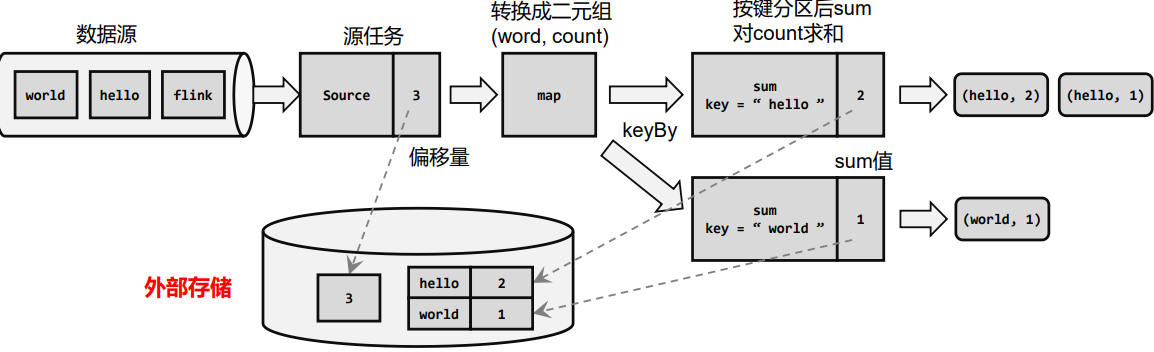 数据源
world
hello
flink
源任务
Source
3
偏移量
转换成二元组
(word, count)
map
keyBy
按键分区后sum
对count求和
sum
key = “ hello ”
2
(hello, 2)
(hello, 1)
sum值
sum
key = “ world ”
1
(world, 1)
外部存储
3
hello 2
world 1